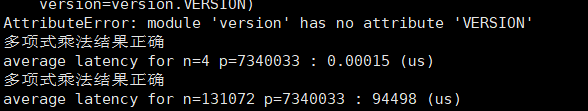 version=version.VERSION)
AttributeError: module 'version' has no attribute 'VERSION'
多项式乘法结果正确
average latency for n=4 p=7340033 : 0.00015 (us)
多项式乘法结果正确
average latency for n=131072 p=7340033 : 94498 (us)